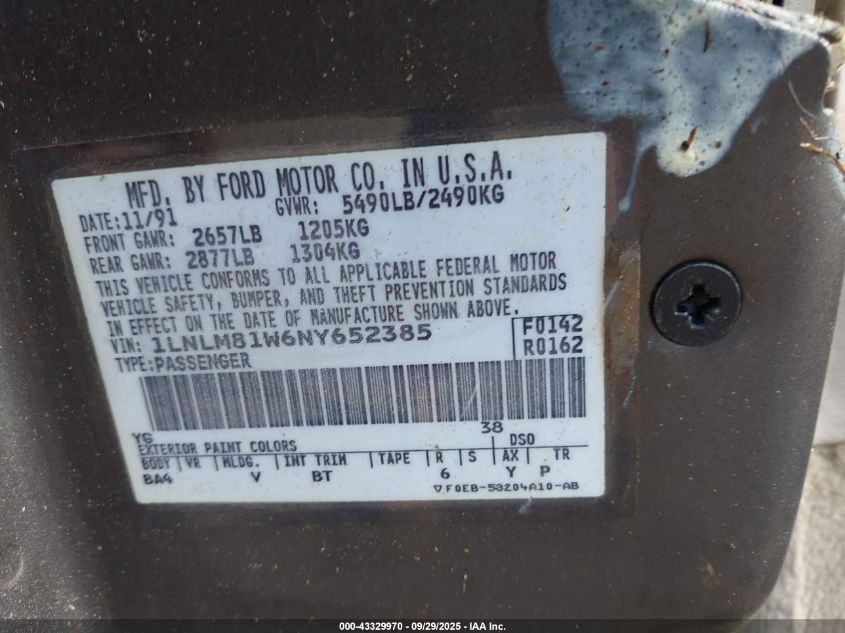 MFD. BY FORD MOTOR CO. IN U.S.A.
DATE:11/91 GVWR: 5490LB/2490KG
FRONT GAWR: 2657LB 1205KG
REAR GAWR: 2877LB 1304KG
THIS VEHICLE CONFORMS TO ALL APPLICABLE FEDERAL MOTOR
VEHICLE SAFETY, BUMPER, AND THEFT PREVENTION STANDARDS
IN EFFECT ON THE DATE OF MANUFACTURE SHOWN ABOVE.
VIN: 1LNLM81W6NY652385 F0142
TYPE:PASSENGER R0162
YG 38
EXTERIOR PAINT COLORS DSO
BODY VR MLDG. INT TRIM TAPE R S AX TR
BA4 V BT 6 Y P
▽F0EB-53204A10-AB
000-43329970 - 09/29/2025 - IAA Inc.